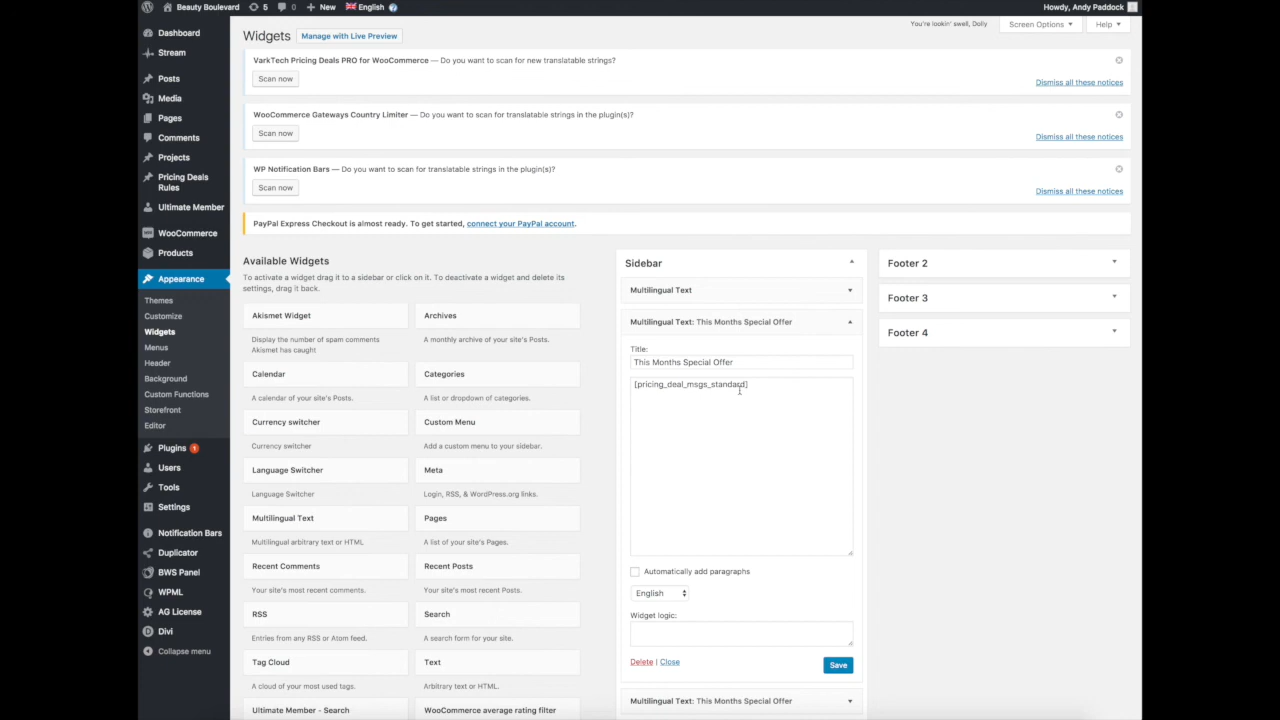 Beauty Boulevard 5 0 New English Howdy, Andy Paddock
You're lookin' swell, Dolly Screen Options Help
Widgets Manage with Live Preview
VarkTech Pricing Deals PRO for WooCommerce — Do you want to scan for new translatable strings?
Scan now
Dismiss all these notices
WooCommerce Gateways Country Limiter — Do you want to scan for translatable strings in the plugin(s)?
Scan now
Dismiss all these notices
WP Notification Bars — Do you want to scan for translatable strings in the plugin(s)?
Scan now
Dismiss all these notices
PayPal Express Checkout is almost ready. To get started, connect your PayPal account.
Dashboard
Stream
Posts
Media
Pages
Comments
Projects
Pricing Deals
Rules
Ultimate Member
WooCommerce
Products
Appearance
Themes
Customize
Widgets
Menus
Header
Background
Custom Functions
Storefront
Editor
Plugins 1
Users
Tools
Settings
Notification Bars
Duplicator
BWS Panel
WPML
AG License
Divi
Collapse menu
Available Widgets
To activate a widget drag it to a sidebar or click on it. To deactivate a widget and delete its
settings, drag it back.
Akismet Widget
Display the number of spam comments
Akismet has caught
Archives
A monthly archive of your site's Posts.
Calendar
A calendar of your site's Posts.
Categories
A list or dropdown of categories.
Currency switcher
Currency switcher
Custom Menu
Add a custom menu to your sidebar.
Language Switcher
Language Switcher
Meta
Login, RSS, & WordPress.org links.
Multilingual Text
Multilingual arbitrary text or HTML
Pages
A list of your site's Pages.
Recent Comments
Your site's most recent comments.
Recent Posts
Your site's most recent Posts.
RSS
Entries from any RSS or Atom feed.
Search
A search form for your site.
Tag Cloud
A cloud of your most used tags.
Text
Arbitrary text or HTML.
Ultimate Member - Search
WooCommerce average rating filter
Sidebar
Multilingual Text
Multilingual Text: This Months Special Offer
Title:
This Months Special Offer
[pricing_deal_msgs_standard]
Automatically add paragraphs
English
Widget logic:
Delete | Close Save
Multilingual Text: This Months Special Offer
Footer 2
Footer 3
Footer 4